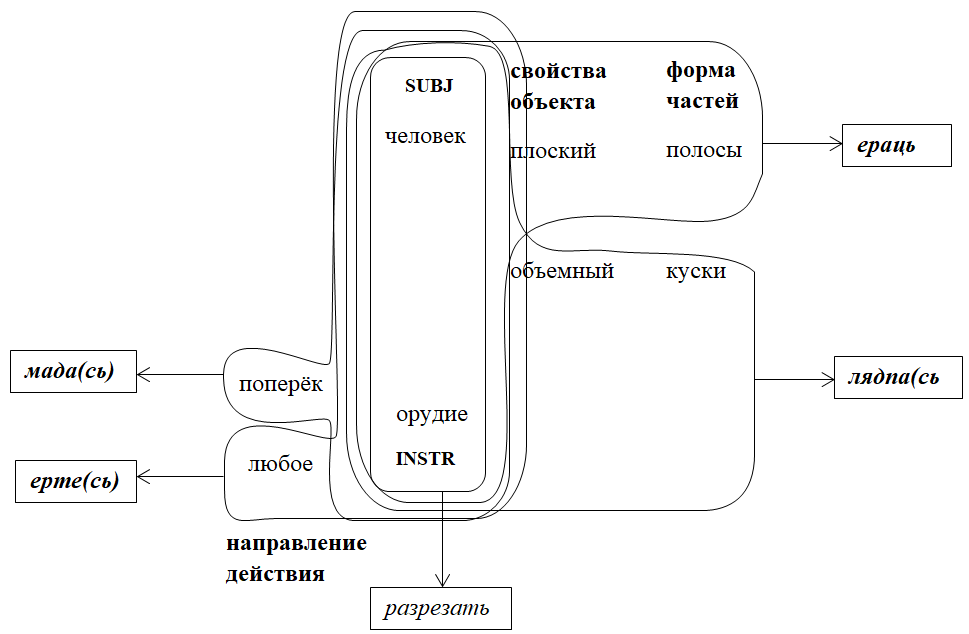 SUBJ
человек
свойства
объекта
форма
частей
плоский
полосы
ераць
объемный
куски
мада(сь)
поперёк
лядпа(сь
орудие
INSTR
ерте(сь)
любое
направление
действия
разрезать